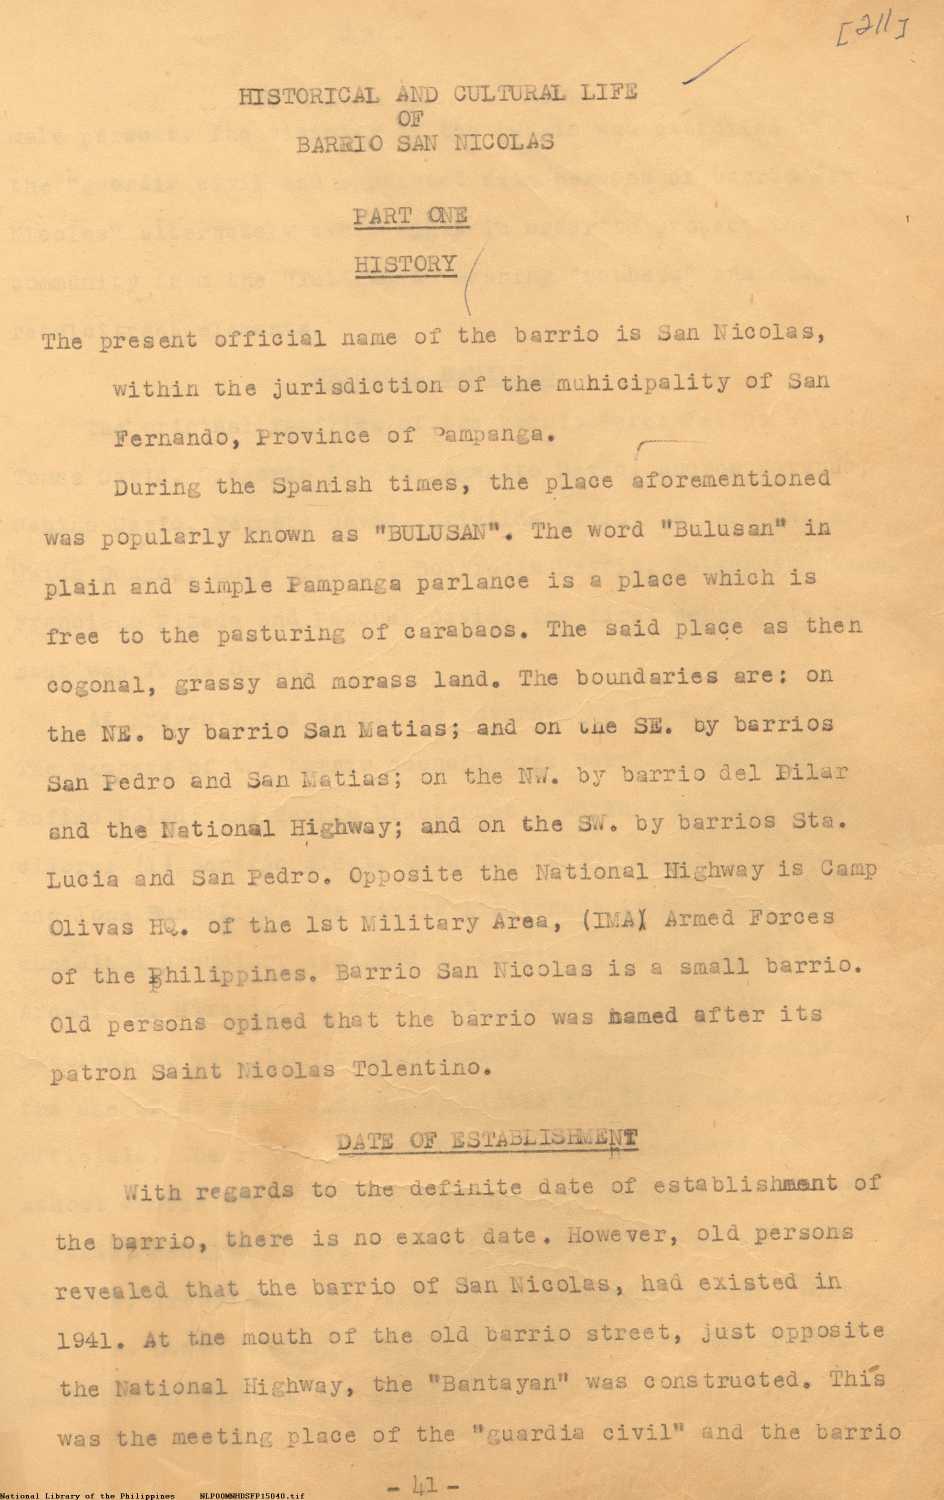 [211]
HISTORICAL AND CULTURAL LIFE
OF
BARRIO SAN NICOLAS
PART ONE
HISTORY
The present official name of the barrio is San Nicolas,
within the jurisdiction of the muhicipality of San
Fernando, Province of Pampanga.
During the Spanish times, the place aforementioned
was popularly known as "BULUSAN". The word "Bulusan" in
plain and simple Pampanga parlance is a place which is
free to the pasturing of carabaos. The said place as then
cogonal, grassy and morass land. The boundaries are: on
the NE. by barrio San Matias; and on the SE. by barrios
San Pedro and San Matias; on the NW. by barrio del Pilar
and the National Highway; and on the SW. by barrios Sta.
Lucia and San Pedro. Opposite the National Highway is Camp
Olivas HQ. of the 1st Military Area, (IMA) Armed Forces
of the Philippines. Barrio San Nicolas is a small barrio.
Old persons opined that the barrio was named after its
patron Saint Nicolas Tolentino.
DATE OF ESTABLISHMENT
With regards to the definite date of establishment of
the barrio, there is no exact date. However, old persons
revealed that the barrio of San Nicolas, had existed in
1941. At the mouth of the old barrio street, just opposite
the National Highway, the "Bantayan" was constructed. This
was the meeting place of the "guardia civil" and the barrio
- 41 -
National Library of the Philippines NLP00MNHDSFP15040.tif